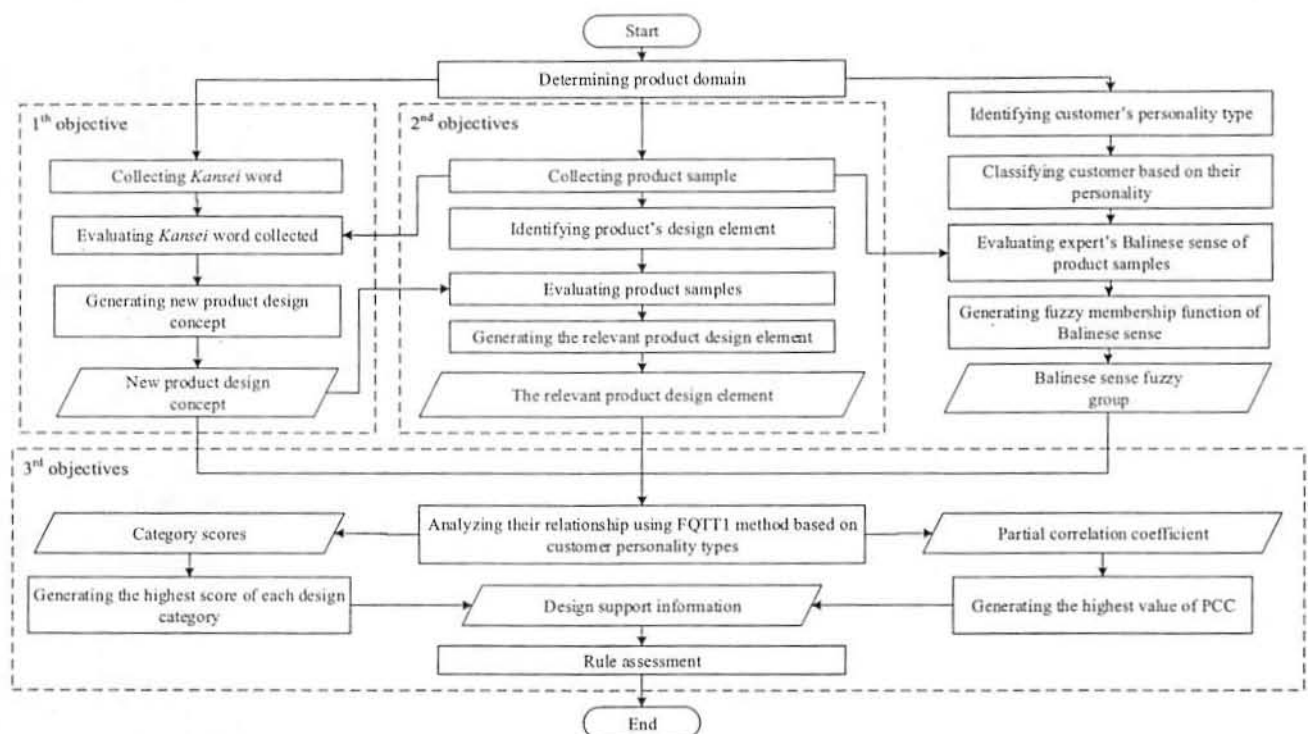 Start
Determining product domain
1th objective
Collecting Kansei word
Evaluating Kansei word collected
Generating new product design
concept
New product design
concept
2nd objectives
Collecting product sample
Identifying product's design element
Evaluating product samples
Generating the relevant product design element
The relevant product design element
Identifying customer's personality type
Classifying customer based on their
personality
Evaluating expert's Balinese sense of
product samples
Generating fuzzy membership function of
Balinese sense
Balinese sense fuzzy
group
3rd objectives
Category scores
Analyzing their relationship using FQTT1 method based on
customer personality types
Partial correlation coefficient
Generating the highest score of each design
category
Design support information
Generating the highest value of PCC
Rule assessment
End